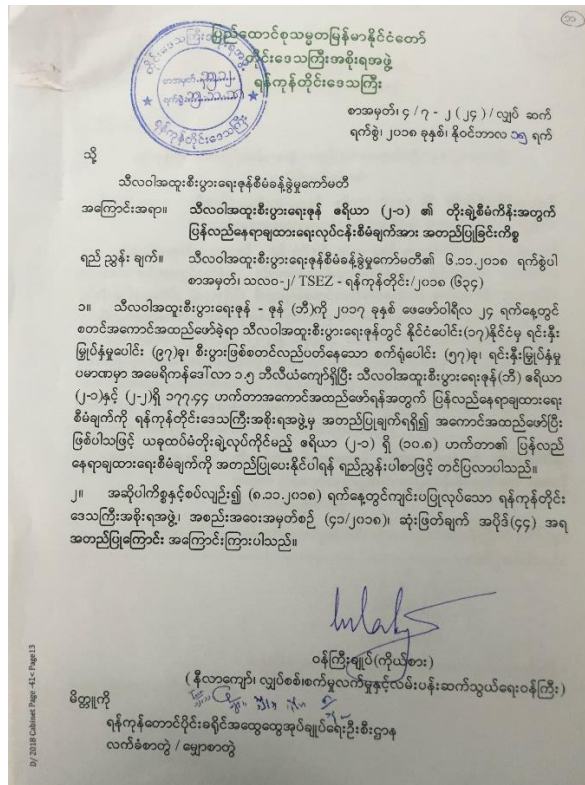 ပြည်ထောင်စုသမ္မတမြန်မာနိုင်ငံတော်
တိုင်းဒေသကြီးအစိုးရအဖွဲ့
ရန်ကုန်တိုင်းဒေသကြီး
စာအမှတ်၊ ၄ / ၇ - ၂ ( ၂၄ ) / လျှပ် ဆက်
ရက်စွဲ၊ ၂၀၁၈ ခုနှစ်၊ နိုဝင်ဘာလ ၁၅ ရက်
သို့
သီလဝါအထူးစီးပွားရေးဇုန်စီမံခန့်ခွဲမှုကော်မတီ
အကြောင်းအရာ။ သီလဝါအထူးစီးပွားရေးဇုန် ဧရိယာ (၂-၁) ၏ တိုးချဲ့စီမံကိန်းအတွက်
ပြန်လည်နေရာချထားရေးလုပ်ငန်းစီမံချက်အား အတည်ပြုခြင်းကိစ္စ
ရည် ညွှန်း ချက်။ သီလဝါအထူးစီးပွားရေးဇုန်စီမံခန့်ခွဲမှုကော်မတီ၏ ၆.၁၁.၂၀၁၈ ရက်စွဲပါ
စာအမှတ်၊ သလဝ-၂/ TSEZ - ရန်ကုန်တိုင်း/၂၀၁၈ (၆၃၄)
၁။ သီလဝါအထူးစီးပွားရေးဇုန် - ဇုန် (ဘီ)ကို ၂၀၁၇ ခုနှစ် ဖေဖော်ဝါရီလ ၂၄ ရက်နေ့တွင်
စတင်အကောင်အထည်ဖော်ခဲ့ရာ သီလဝါအထူးစီးပွားရေးဇုန်တွင် နိုင်ငံပေါင်း(၁၇)နိုင်ငံမှ ရင်းနှီး
မြှုပ်နှံမှုပေါင်း (၉၇)ခု၊ စီးပွားဖြစ်စတင်လည်ပတ်နေသော စက်ရုံပေါင်း (၅၇)ခု၊ ရင်းနှီးမြှုပ်နှံမှု
ပမာဏမှာ အမေရိကန်ဒေါ်လာ ၁.၅ ဘီလီယံကျော်ရှိပြီး သီလဝါအထူးစီးပွားရေးဇုန်(ဘီ) ဧရိယာ
(၂-၁)နှင့် (၂-၂)ရှိ ၁၇၇.၄၄ ဟက်တာအကောင်အထည်ဖော်ရန်အတွက် ပြန်လည်နေရာချထားရေး
စီမံချက်ကို ရန်ကုန်တိုင်းဒေသကြီးအစိုးရအဖွဲ့မှ အတည်ပြုချက်ရရှိ၍ အကောင်အထည်ဖော်ပြီး
ဖြစ်ပါသဖြင့် ယခုထပ်မံတိုးချဲ့လုပ်ကိုင်မည့် ဧရိယာ (၂-၁) ရှိ (၁၀.၈) ဟက်တာ၏ ပြန်လည်
နေရာချထားရေးစီမံချက်ကို အတည်ပြုပေးနိုင်ပါရန် ရည်ညွှန်းပါစာဖြင့် တင်ပြလာပါသည်။
၂။ အဆိုပါကိစ္စနှင့်စပ်လျဉ်း၍ (၈.၁၁.၂၀၁၈) ရက်နေ့တွင်ကျင်းပပြုလုပ်သော ရန်ကုန်တိုင်း
ဒေသကြီးအစိုးရအဖွဲ့၊ အစည်းအဝေးအမှတ်စဉ် (၄၁/၂၀၁၈)၊ ဆုံးဖြတ်ချက် အပိုဒ်(၄၄) အရ
အတည်ပြုကြောင်း အကြောင်းကြားပါသည်။
ဝန်ကြီးချုပ်(ကိုယ်စား)
( နီလာကျော်၊ လျှပ်စစ်၊စက်မှုလက်မှုနှင့်လမ်းပန်းဆက်သွယ်ရေးဝန်ကြီး )
မိတ္တူကို
ရန်ကုန်တောင်ပိုင်းခရိုင်အထွေထွေအုပ်ချုပ်ရေးဦးစီးဌာန
လက်ခံစာတွဲ / မျှောစာတွဲ
D/ 2018 Cabinet Page -41< Page13